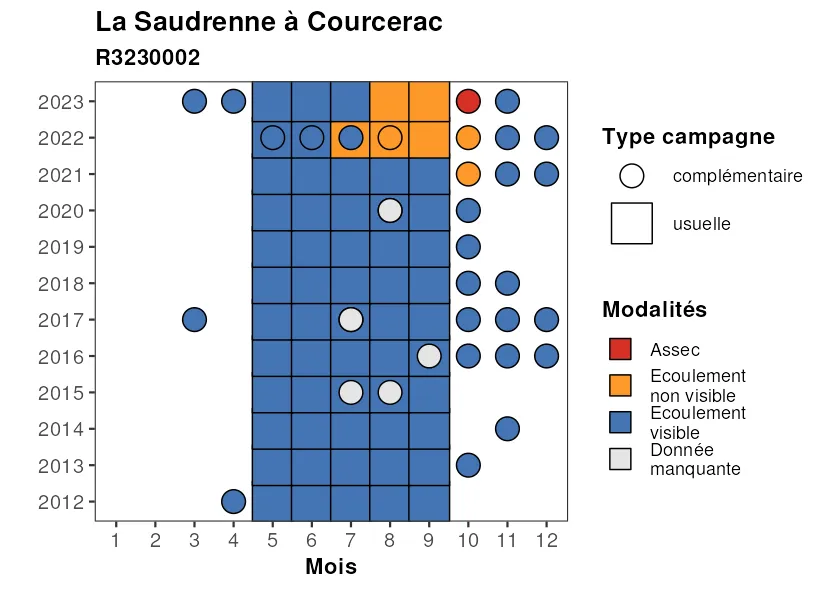 La Saudrenne à Courcerac
R3230002
2023
2022
2021
2020
2019
2018
2017
2016
2015
2014
2013
2012
1 2 3 4 5 6 7 8 9 10 11 12
Mois
Type campagne
complémentaire
usuelle
Modalités
Assec
Ecoulement
non visible
Ecoulement
visible
Donnée
manquante